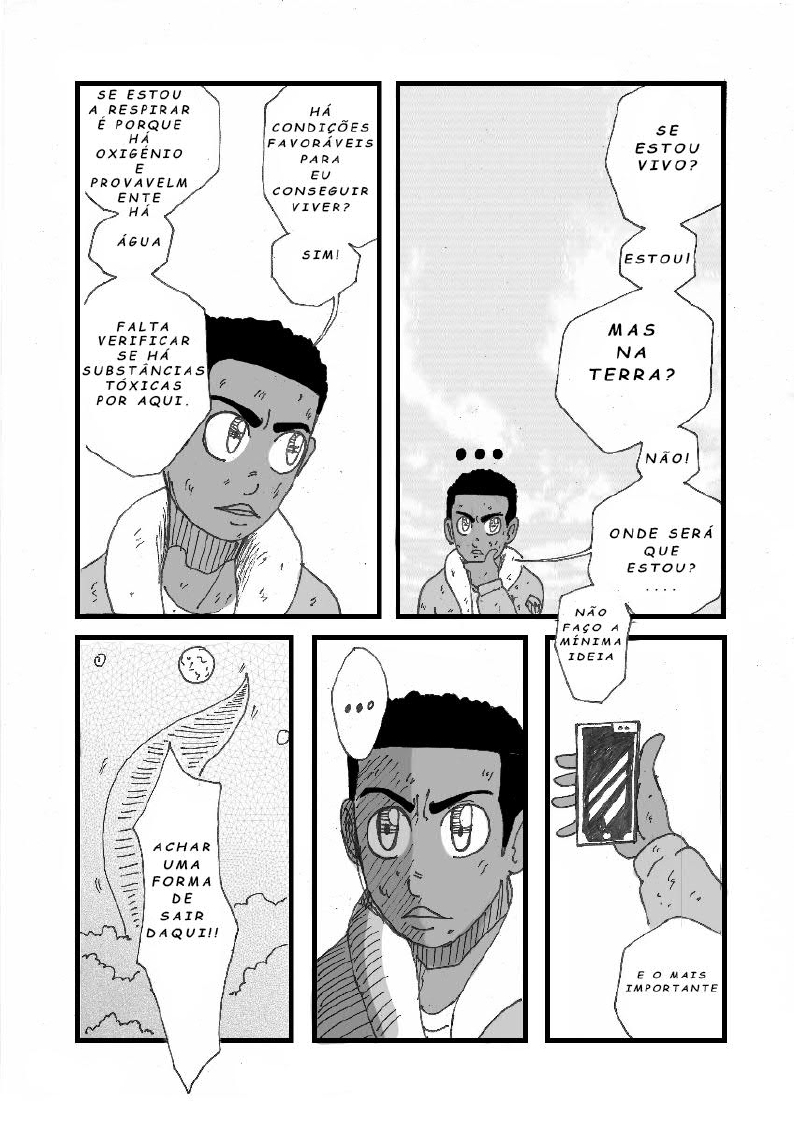 SE
ESTOU
VIVO?
ESTOU!
MAS
NA
TERRA?
NÃO!
ONDE SERÁ
QUE
ESTOU?
....
...
HÁ
CONDIÇÕES
FAVORÁVEIS
PARA
EU
CONSEGUIR
VIVER?
SIM!
SE ESTOU
A RESPIRAR
É PORQUE
HÁ
OXIGÉNIO
E
PROVAVELM
ENTE
HÁ
ÁGUA
FALTA
VERIFICAR
SE HÁ
SUBSTÂNCIAS
TÓXICAS
POR AQUI.
NÃO
FAÇO A
MÍNIMA
IDEIA
E O MAIS
IMPORTANTE
...
ACHAR
UMA
FORMA
DE
SAIR
DAQUI!!